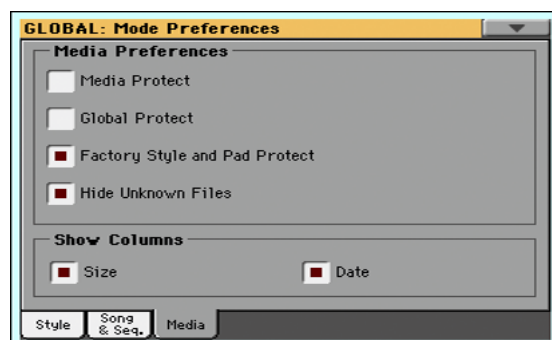 GLOBAL: Mode Preferences
Media Preferences
Media Protect
Global Protect
Factory Style and Pad Protect
Hide Unknown Files
Show Columns
Size
Date
Style
Song
& Seq.
Media